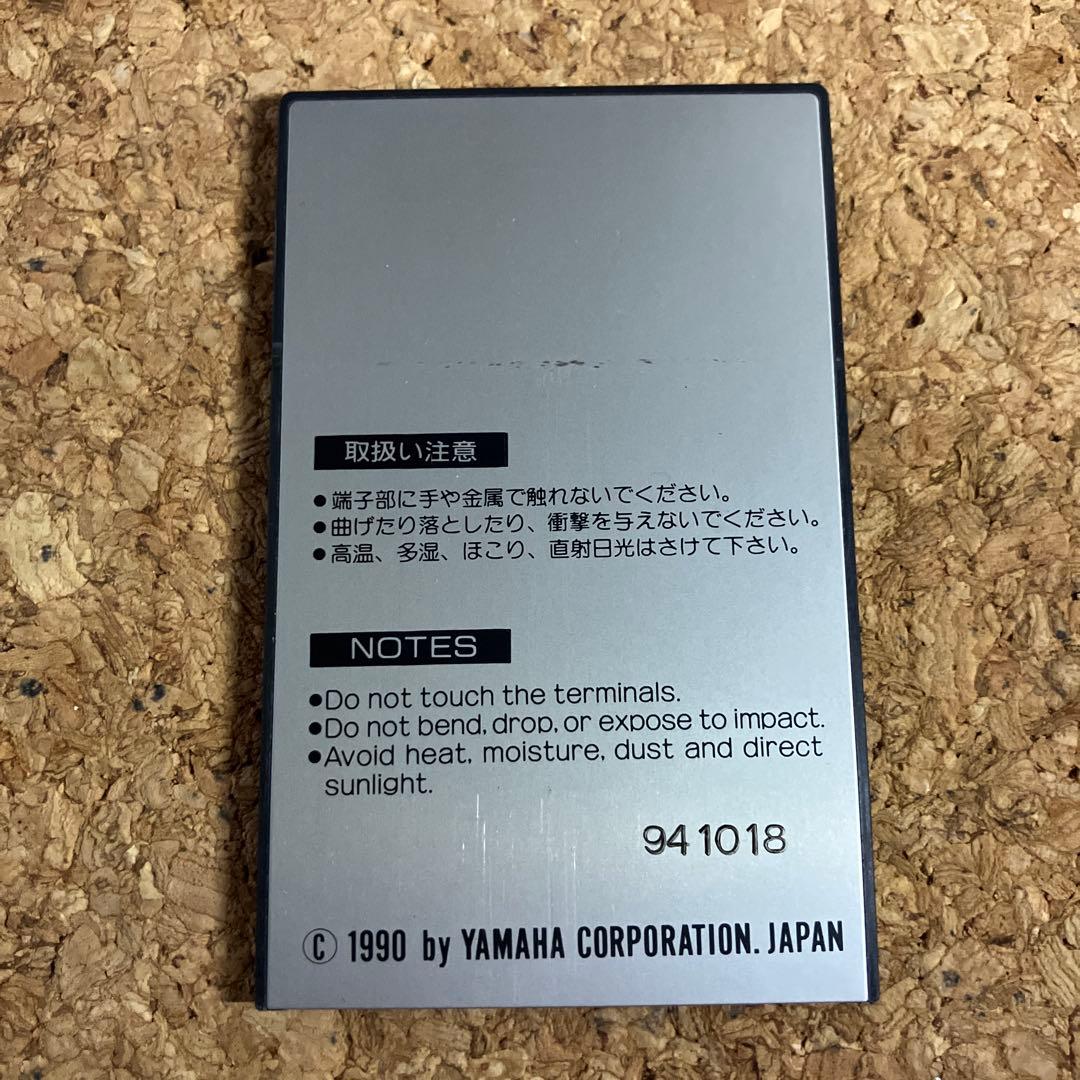 取扱い注意
●端子部に手や金属で触れないでください。
●曲げたり落としたり、衝撃を与えないでください。
●高温、多湿、ほこり、直射日光はさけて下さい。
NOTES
●Do not touch the terminals.
●Do not bend, drop, or expose to impact.
●Avoid heat, moisture, dust and direct
sunlight.
941018
© 1990 by YAMAHA CORPORATION. JAPAN